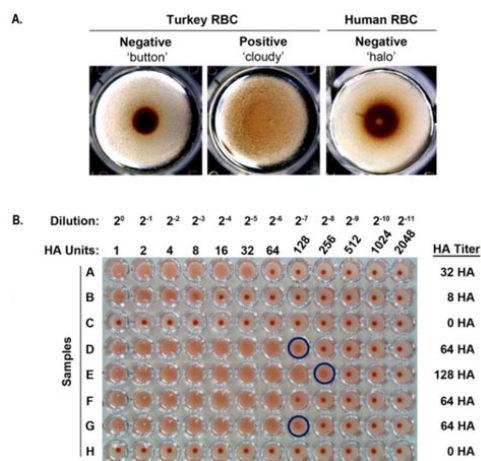 A.
Turkey RBC Human RBC
Negative Positive Negative
'button' 'cloudy' 'halo'
B.
Dilution: 2⁰ 2⁻¹ 2⁻² 2⁻³ 2⁻⁴ 2⁻⁵ 2⁻⁶ 2⁻⁷ 2⁻⁸ 2⁻⁹ 2⁻¹⁰ 2⁻¹¹
HA Units: 1 2 4 8 16 32 64 128 256 512 1024 2048 HA Titer
Samples
A 32 HA
B 8 HA
C 0 HA
D 64 HA
E 128 HA
F 64 HA
G 64 HA
H 0 HA